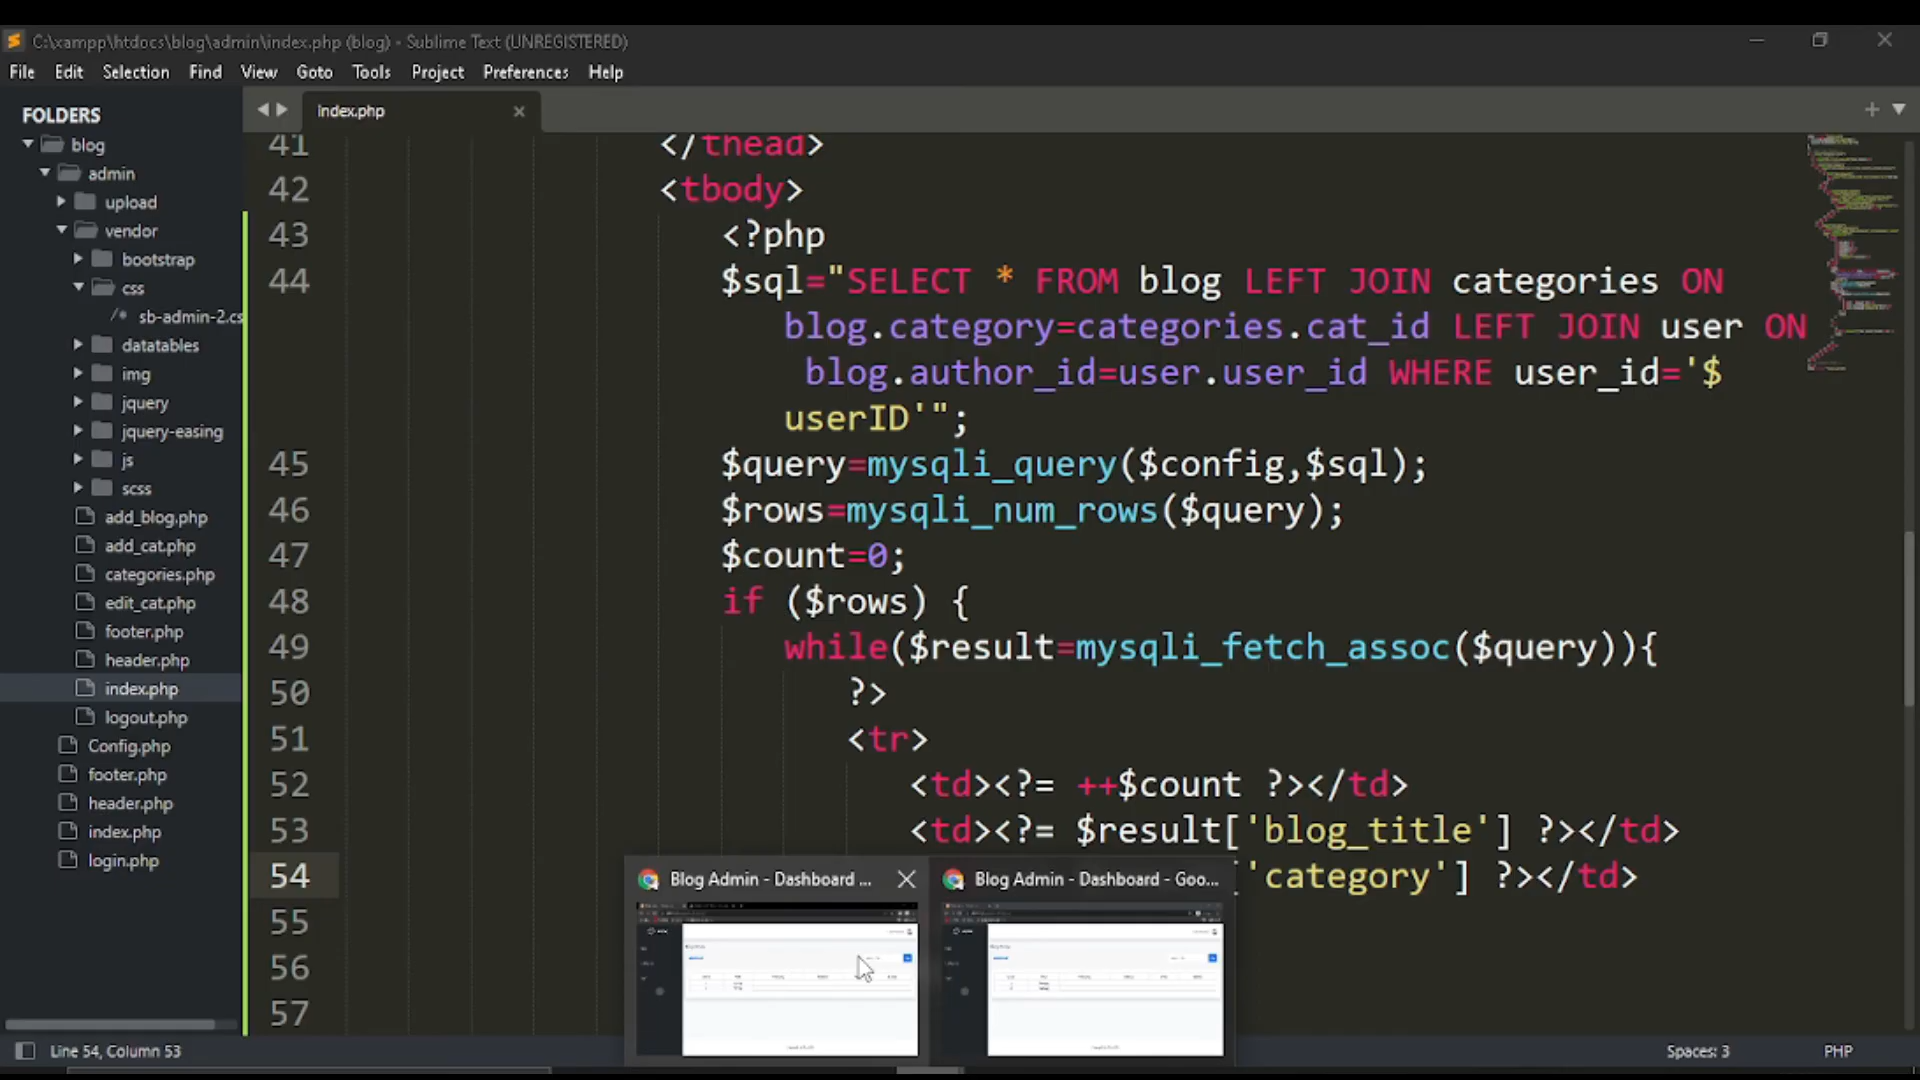 C:\xampp\htdocs\blog\admin\index.php (blog) - Sublime Text (UNREGISTERED)
File Edit Selection Find View Goto Tools Project Preferences Help
FOLDERS
blog
admin
upload
vendor
bootstrap
css
/* sb-admin-2.cs
datatables
img
jquery
jquery-easing
js
scss
add_blog.php
add_cat.php
categories.php
edit_cat.php
footer.php
header.php
index.php
logout.php
Config.php
footer.php
header.php
index.php
login.php
index.php
41 </thead>
42 <tbody>
43 <?php
44 $sql="SELECT * FROM blog LEFT JOIN categories ON
blog.category=categories.cat_id LEFT JOIN user ON
blog.author_id=user.user_id WHERE user_id='$
userID'";
45 $query=mysqli_query($config,$sql);
46 $rows=mysqli_num_rows($query);
47 $count=0;
48 if ($rows) {
49 while($result=mysqli_fetch_assoc($query)){
50 ?>
51 <tr>
52 <td><?= ++$count ?></td>
53 <td><?= $result['blog_title'] ?></td>
54 ['category'] ?></td>
55
56
57
Blog Admin - Dashboard ...
Blog Admin - Dashboard - Goo...
Line 54, Column 53
Spaces: 3
PHP